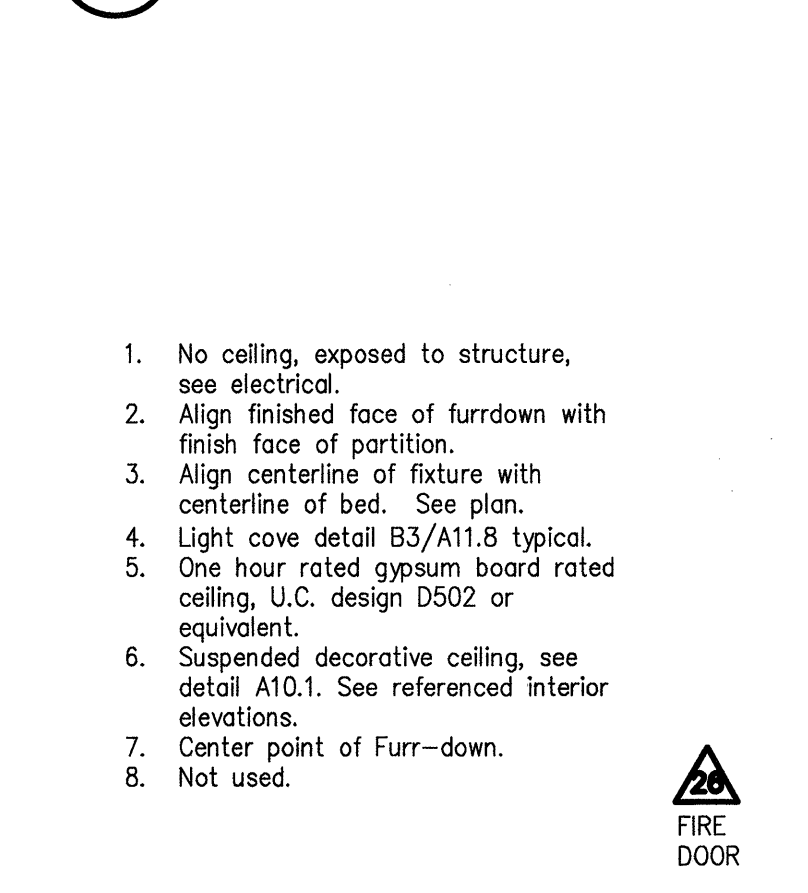 1. No ceiling, exposed to structure,
see electrical.
2. Align finished face of furrdown with
finish face of partition.
3. Align centerline of fixture with
centerline of bed. See plan.
4. Light cove detail B3/A11.8 typical.
5. One hour rated gypsum board rated
ceiling, U.C. design D502 or
equivalent.
6. Suspended decorative ceiling, see
detail A10.1. See referenced interior
elevations.
7. Center point of Furr-down.
8. Not used.
26
FIRE
DOOR